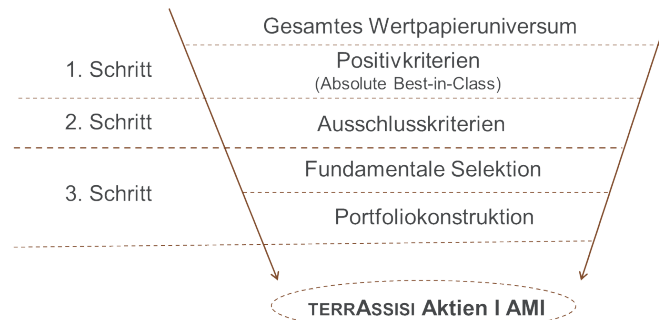 Gesamtes Wertpapieruniversum
1. Schritt
Positivkriterien
(Absolute Best-in-Class)
2. Schritt
Ausschlusskriterien
3. Schritt
Fundamentale Selektion
Portfoliokonstruktion
TERRASSISI Aktien I AMI